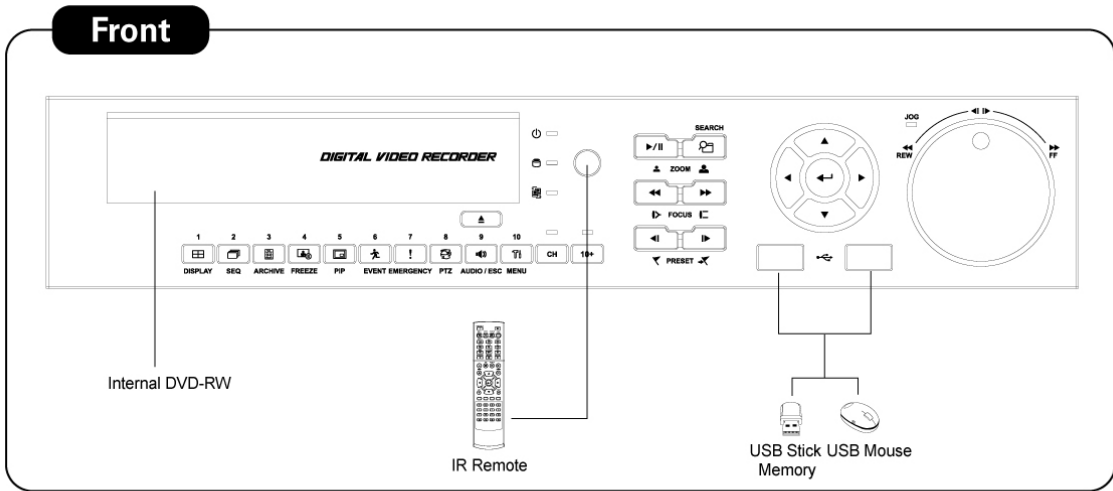 Front
DIGITAL VIDEO RECORDER
SEARCH
ZOOM
FOCUS
PRESET
JOG
REW
FF
1 2 3 4 5 6 7 8 9 10
CH 10+
DISPLAY SEQ ARCHIVE FREEZE PIP EVENT EMERGENCY PTZ AUDIO / ESC MENU
Internal DVD-RW
IR Remote
USB Stick Memory
USB Mouse